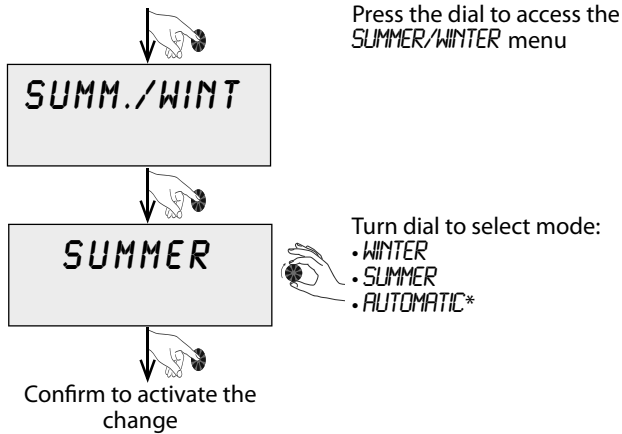 Press the dial to access the
SUMMER/WINTER menu
SUMM./WINT
SUMMER
Turn dial to select mode:
• WINTER
• SUMMER
• AUTOMATIC*
Confirm to activate the
change